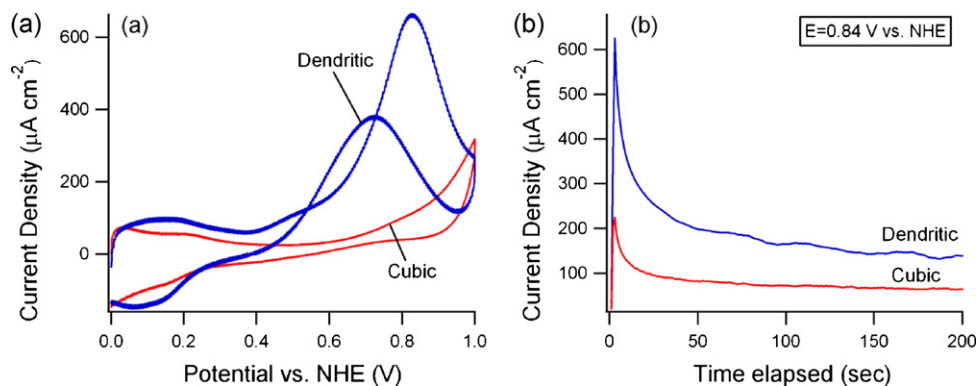 (a)
(a)
Current Density (μA cm-2)
600
400
200
0
Dendritic
Cubic
0.0 0.2 0.4 0.6 0.8 1.0
Potential vs. NHE (V)
(b)
(b)
E=0.84 V vs. NHE
Current Density (μA cm-2)
600
500
400
300
200
100
Dendritic
Cubic
50 100 150 200
Time elapsed (sec)